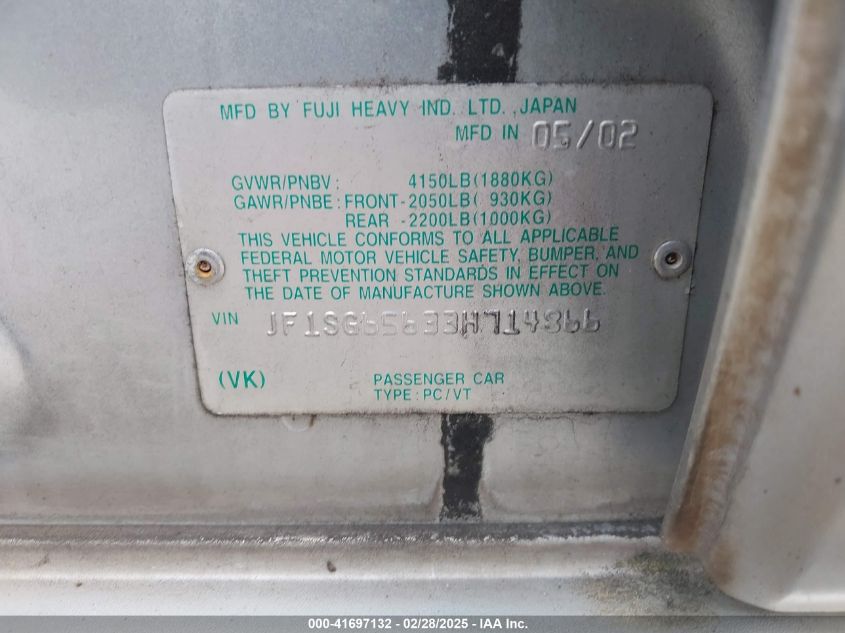 MFD BY FUJI HEAVY IND. LTD. ,JAPAN
MFD IN 05/02
GVWR/PNBV : 4150LB(1880KG)
GAWR/PNBE : FRONT-2050LB( 930KG)
REAR -2200LB(1000KG)
THIS VEHICLE CONFORMS TO ALL APPLICABLE
FEDERAL MOTOR VEHICLE SAFETY, BUMPER, AND
THEFT PREVENTION STANDARDS IN EFFECT ON
THE DATE OF MANUFACTURE SHOWN ABOVE.
VIN JF1SG65633H714866
(VK) PASSENGER CAR
TYPE : PC/VT
000-41697132 - 02/28/2025 - IAA Inc.